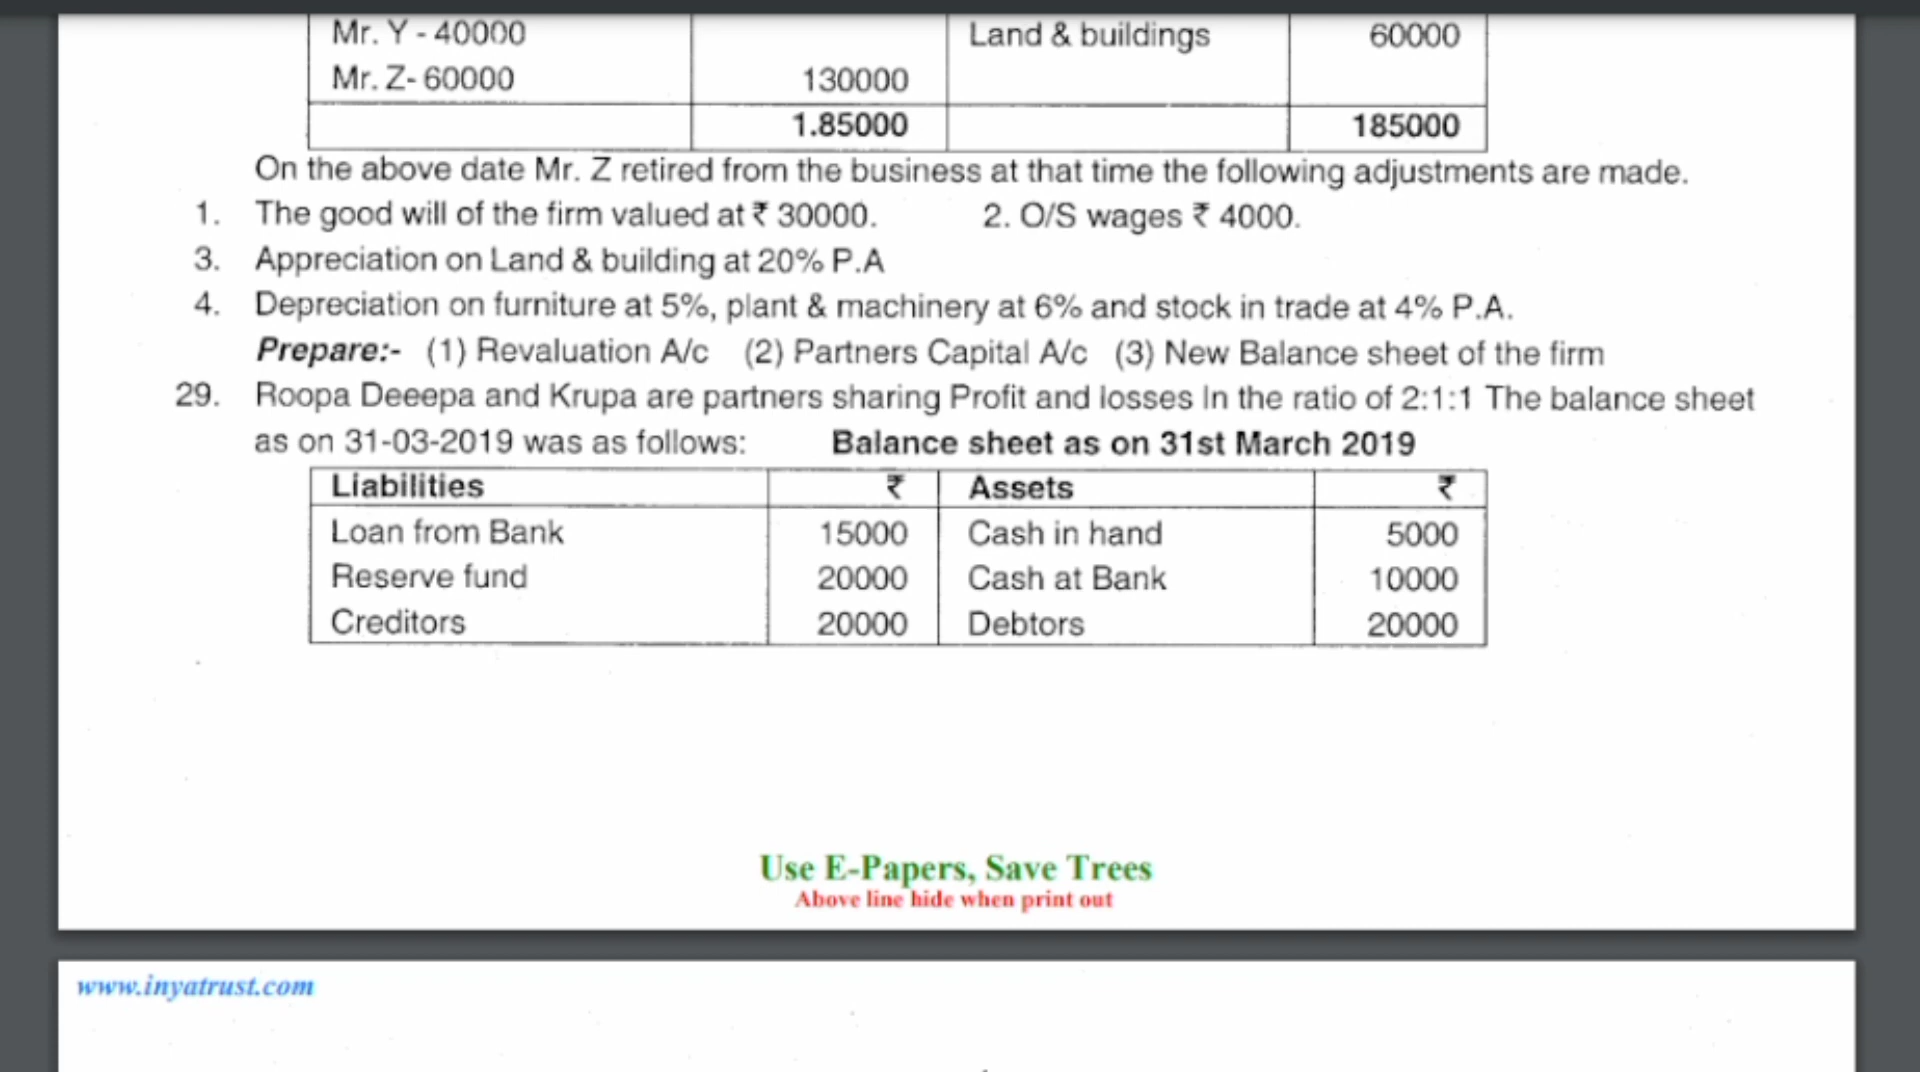 Mr. Y - 40000 Land & buildings 60000
Mr. Z- 60000 130000
1.85000 185000
On the above date Mr. Z retired from the business at that time the following adjustments are made.
1. The good will of the firm valued at ₹ 30000. 2. O/S wages ₹ 4000.
3. Appreciation on Land & building at 20% P.A
4. Depreciation on furniture at 5%, plant & machinery at 6% and stock in trade at 4% P.A.
Prepare:- (1) Revaluation A/c (2) Partners Capital A/c (3) New Balance sheet of the firm
29. Roopa Deeepa and Krupa are partners sharing Profit and losses In the ratio of 2:1:1 The balance sheet
as on 31-03-2019 was as follows: Balance sheet as on 31st March 2019
Liabilities ₹ Assets ₹
Loan from Bank 15000 Cash in hand 5000
Reserve fund 20000 Cash at Bank 10000
Creditors 20000 Debtors 20000
Use E-Papers, Save Trees
Above line hide when print out
www.inyatrust.com